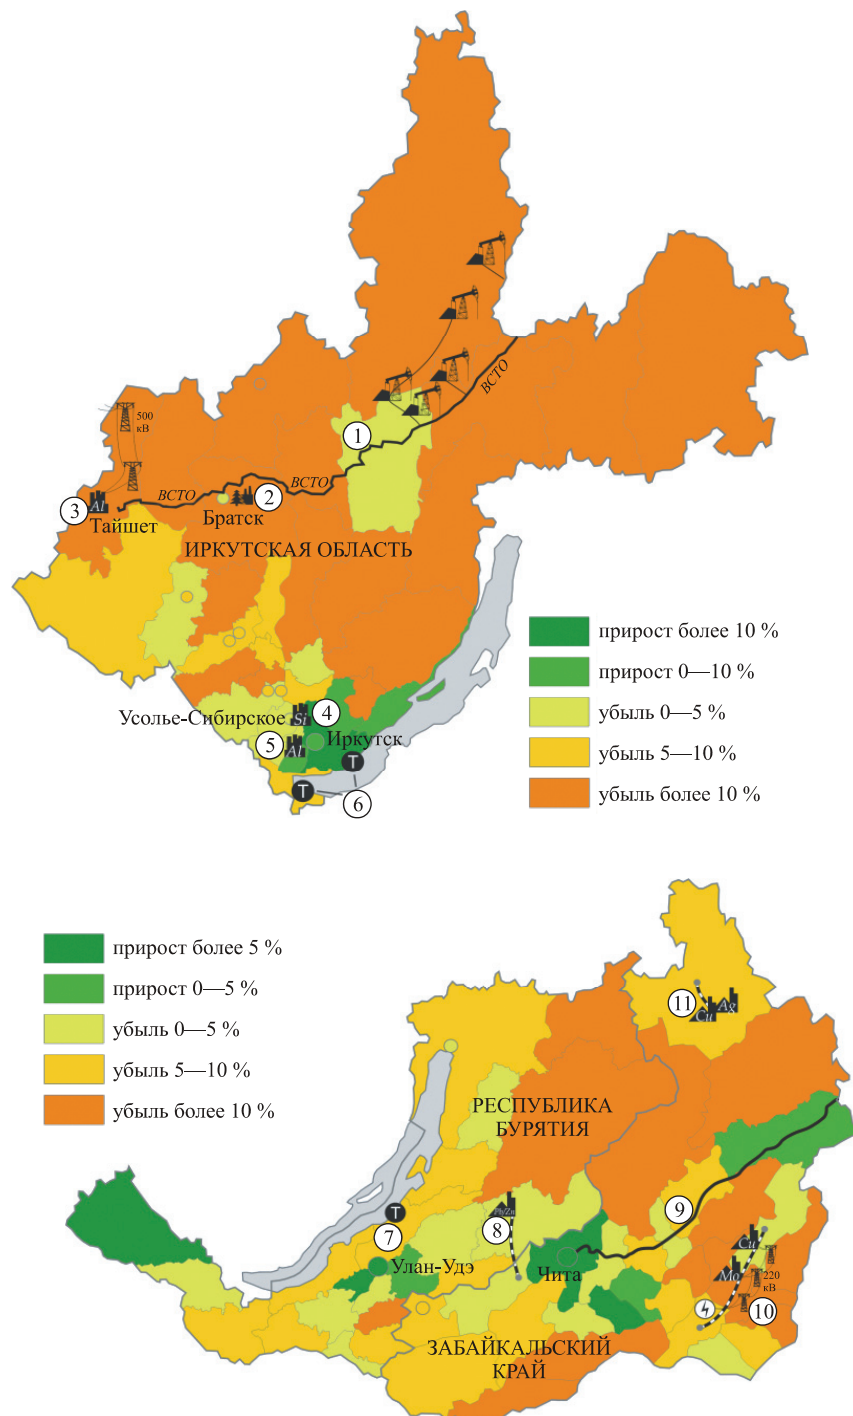 500
кВ
ВСТО
1
ВСТО
ВСТО
2
3
Al
Братск
Тайшет
ИРКУТСКАЯ ОБЛАСТЬ
прирост более 10 %
прирост 0—10 %
убыль 0—5 %
убыль 5—10 %
убыль более 10 %
Усолье-Сибирское
Si
4
5
Al
Иркутск
T
T
6
прирост более 5 %
прирост 0—5 %
убыль 0—5 %
убыль 5—10 %
убыль более 10 %
11
Cu
Ag
РЕСПУБЛИКА
БУРЯТИЯ
T
7
Pb/Zn
8
9
Улан-Удэ
Чита
Cu
Mo
220
кВ
10
ЗАБАЙКАЛЬСКИЙ
КРАЙ